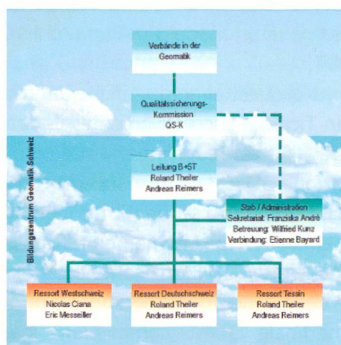 Verbände in der
Geomatik
Qualitätssicherungs-
Kommission
QS-K
Bildungszentrum Geomatik Schweiz
Leitung B+ST
Roland Theiler
Andreas Reimers
Stab / Administration
Sekretariat: Franziska André
Betreuung: Wilfried Kunz
Verbindung: Etienne Bayard
Ressort Westschweiz
Nicolas Ciana
Eric Messeiller
Ressort Deutschschweiz
Roland Theiler
Andreas Reimers
Ressort Tessin
Roland Theiler
Andreas Reimers